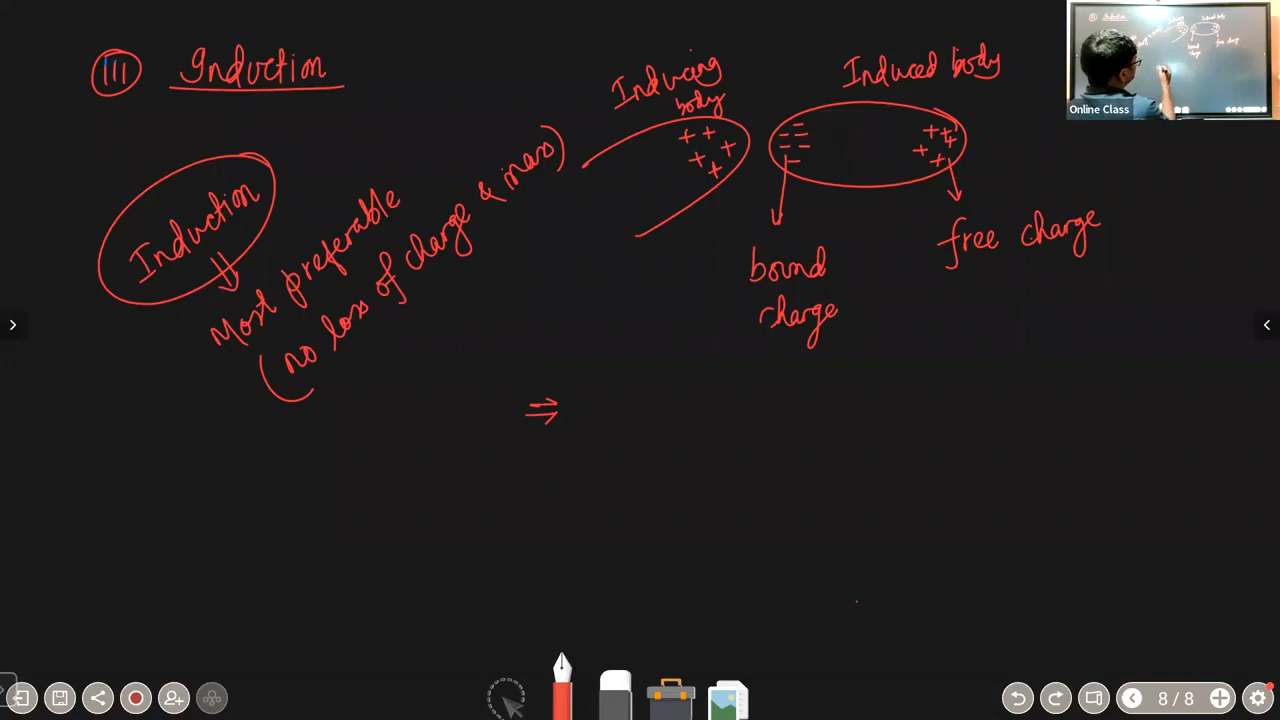 III Induction
Inducing
body
Induced body
Induction
Most preferable
(no loss of charge & mass)
bound
charge
free charge
⇒
Online Class
8/8